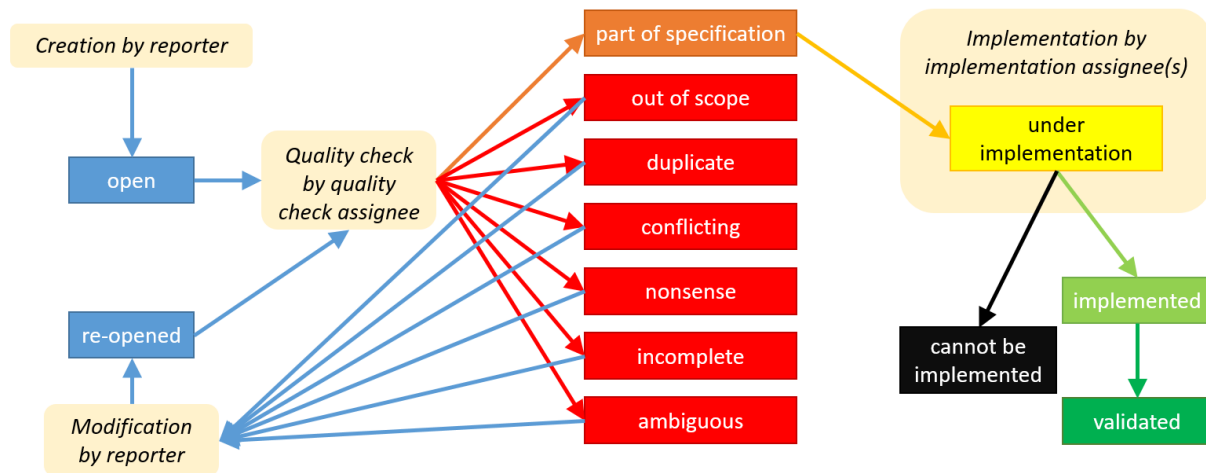 Creation by reporter
open
Quality check
by quality
check assignee
re-opened
Modification
by reporter
part of specification
out of scope
duplicate
conflicting
nonsense
incomplete
ambiguous
Implementation by
implementation assignee(s)
under
implementation
cannot be
implemented
implemented
validated